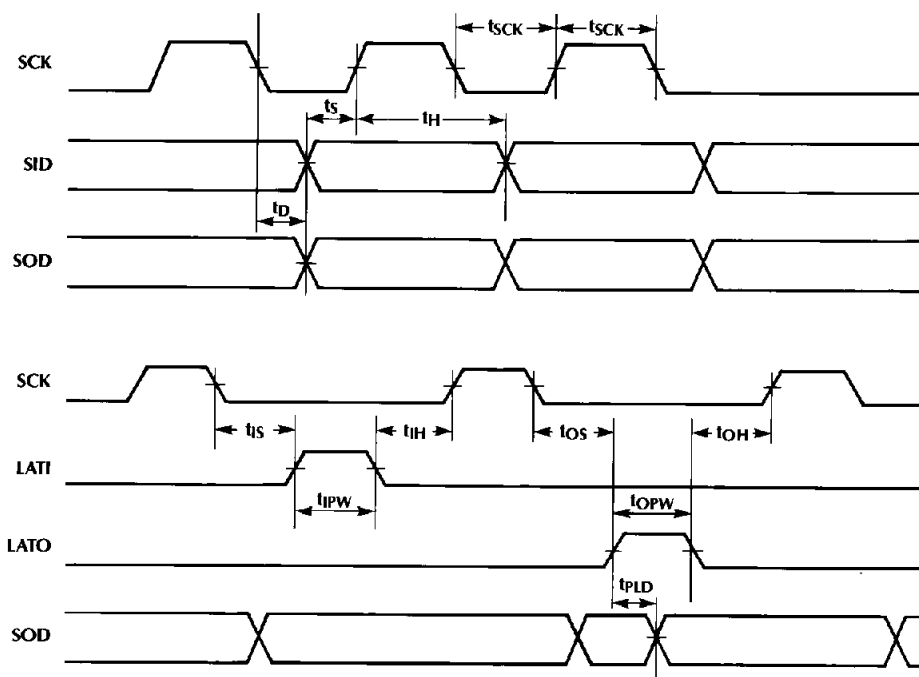 tSCK tSCK
SCK
tS tH
SID
tD
SOD
SCK
tIS tIH tOS tOH
LATI
tIPW tOPW
LATO
tPLD
SOD